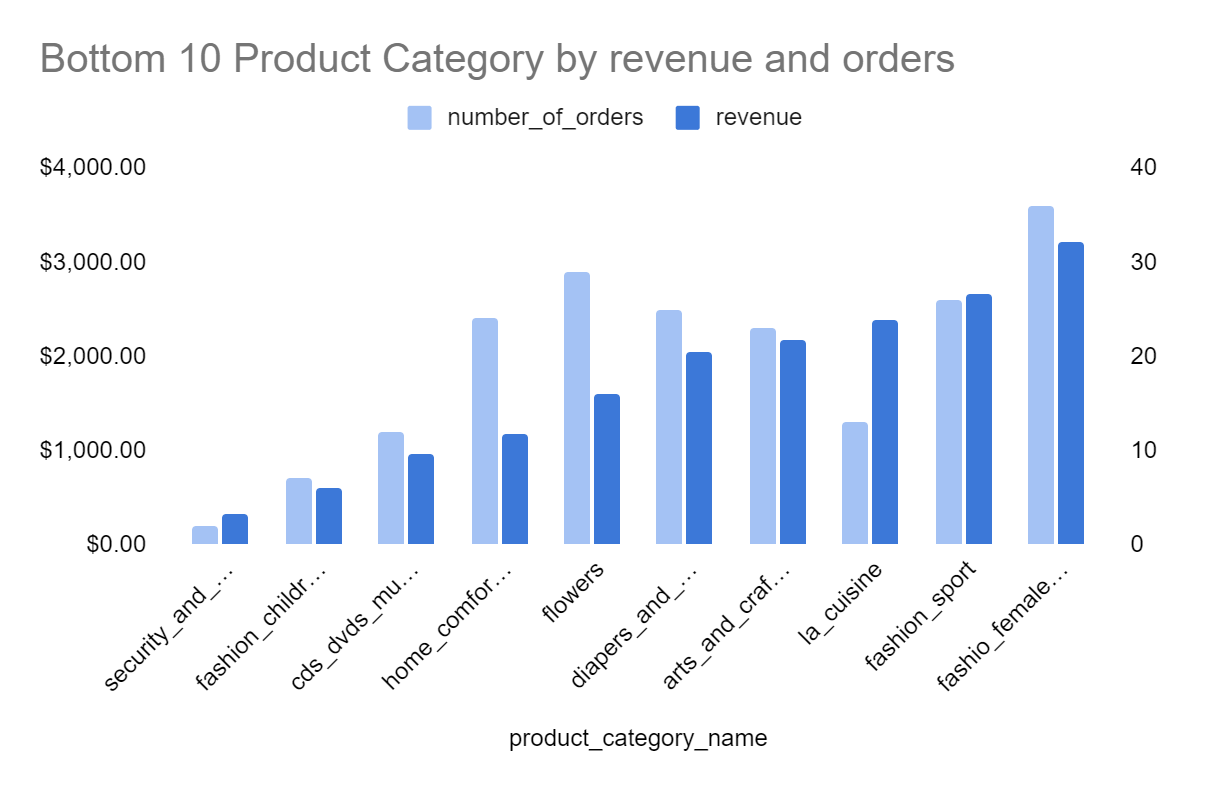 Bottom 10 Product Category by revenue and orders
number_of_orders revenue
$4,000.00 40
$3,000.00 30
$2,000.00 20
$1,000.00 10
$0.00 0
security_and_...
fashion_childr...
cds_dvds_mu...
home_comfor...
flowers
diapers_and_...
arts_and_craf...
la_cuisine
fashion_sport
fashio_female...
product_category_name